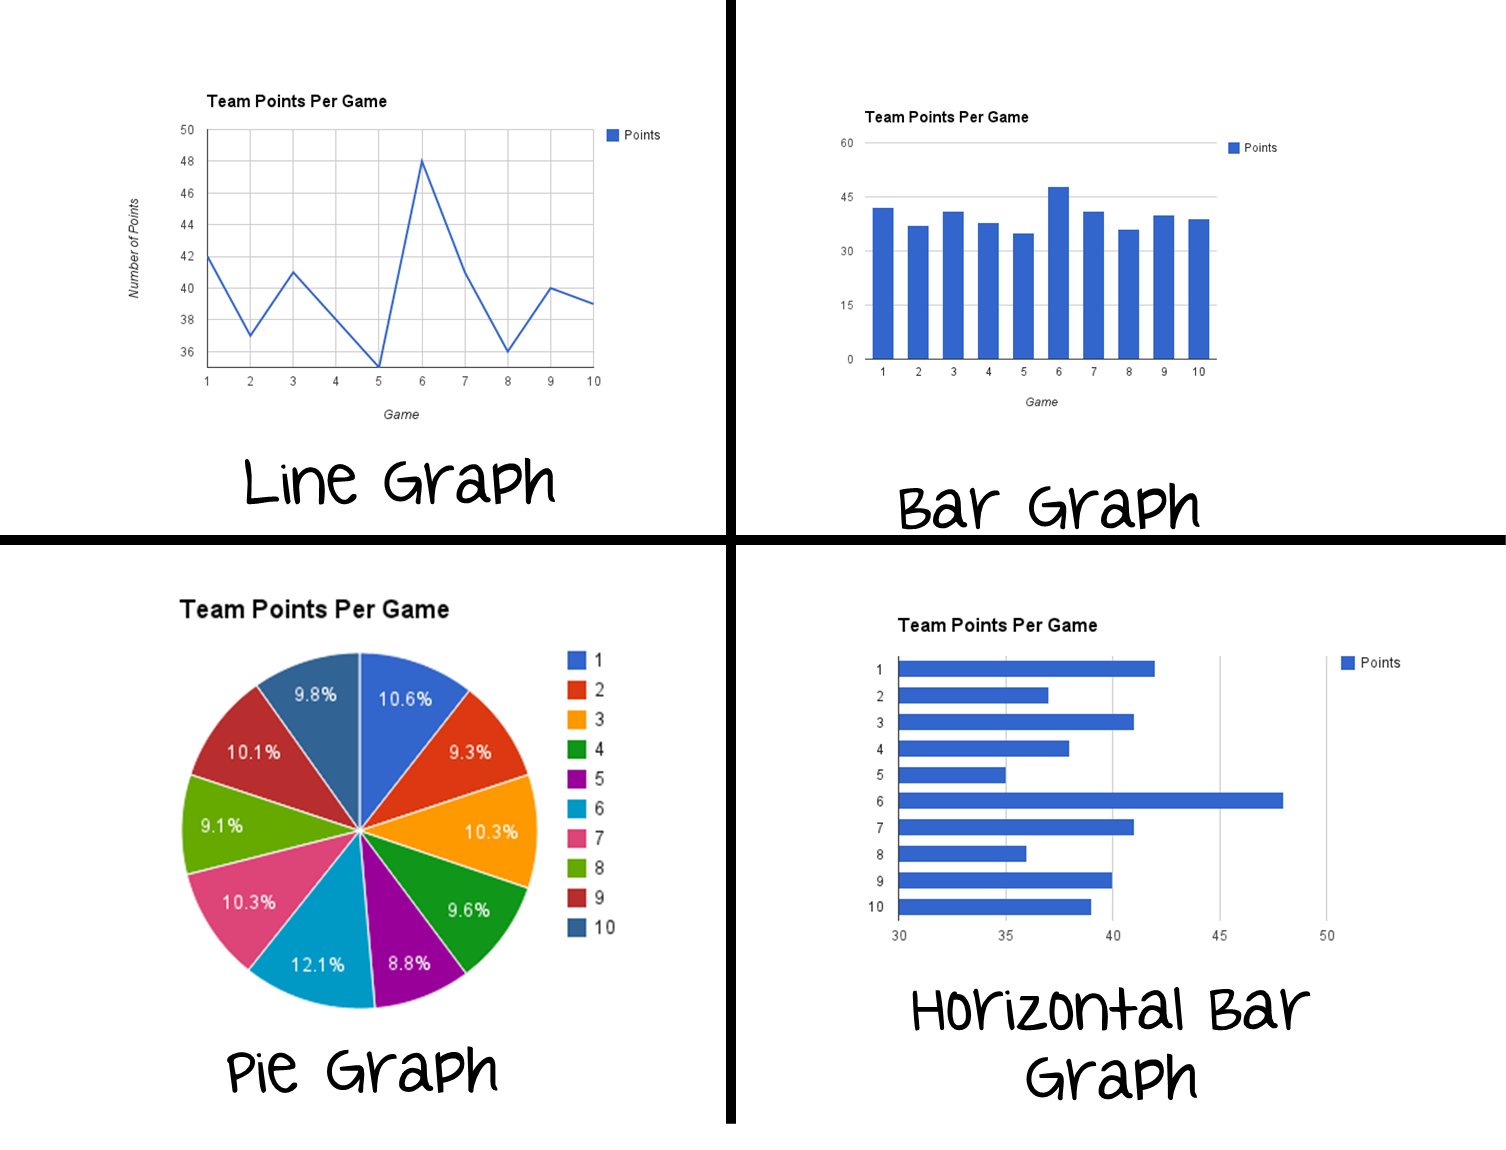 Team Points Per Game
50
48
46
44
42
40
38
36
Number of Points
1 2 3 4 5 6 7 8 9 10
Game
Points
Line Graph
Team Points Per Game
60
45
30
15
0
1 2 3 4 5 6 7 8 9 10
Game
Points
Bar Graph
Team Points Per Game
9.8% 10.6%
10.1% 9.3%
9.1% 10.3%
10.3% 9.6%
12.1% 8.8%
1
2
3
4
5
6
7
8
9
10
Pie Graph
Team Points Per Game
1
2
3
4
5
6
7
8
9
10
30 35 40 45 50
Points
Horizontal Bar
Graph